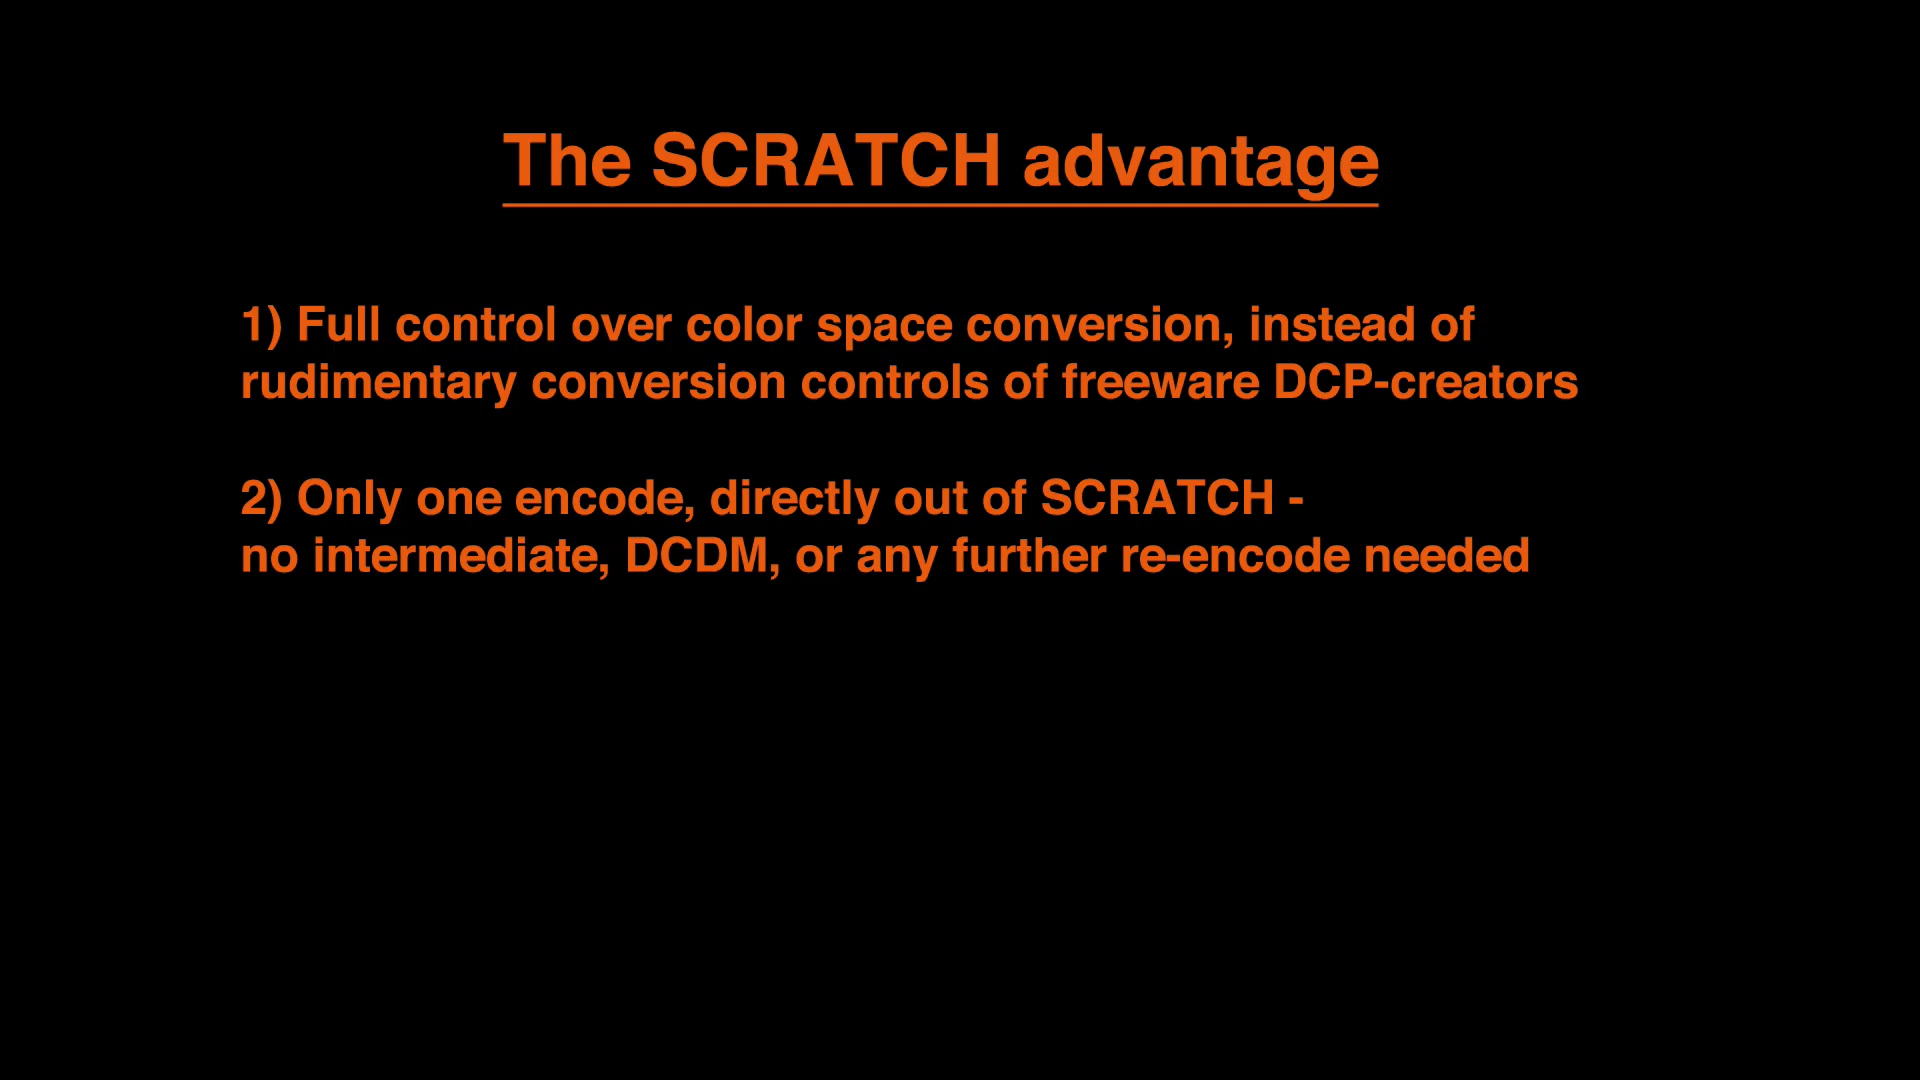 The SCRATCH advantage
1) Full control over color space conversion, instead of
rudimentary conversion controls of freeware DCP-creators
2) Only one encode, directly out of SCRATCH -
no intermediate, DCDM, or any further re-encode needed